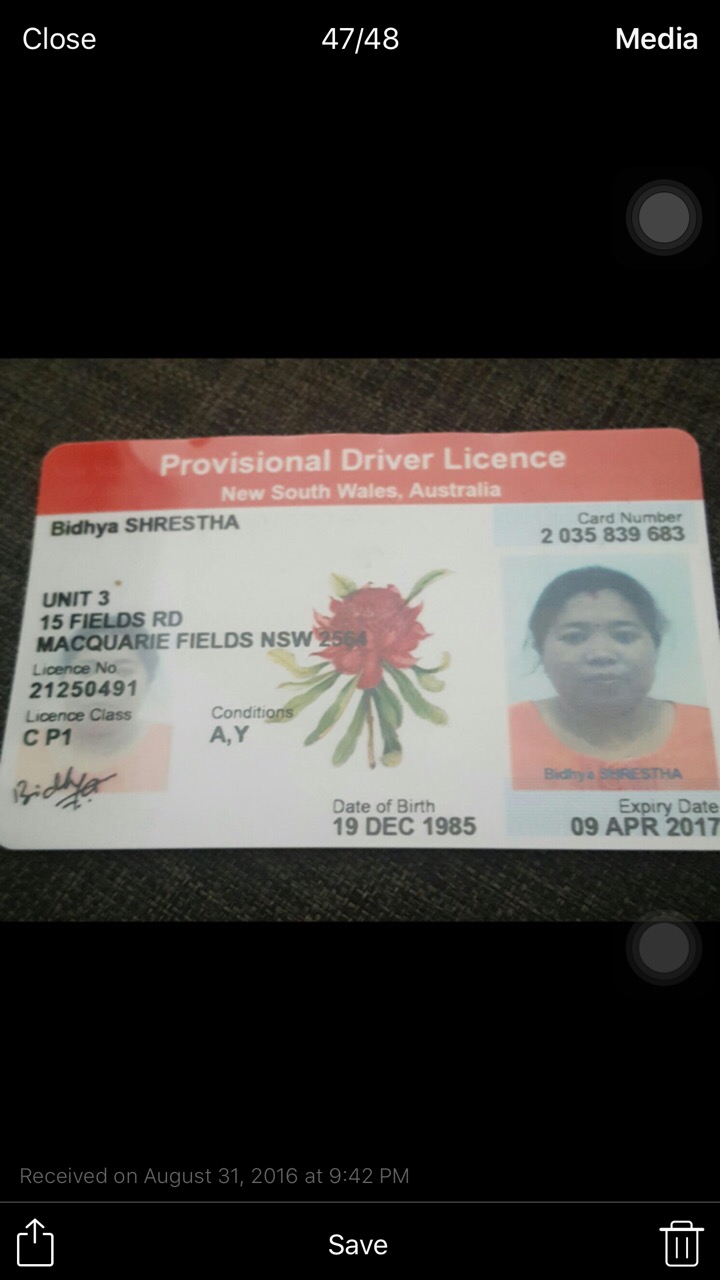 Close
47/48
Media
Provisional Driver Licence
New South Wales, Australia
Bidhya SHRESTHA
Card Number
2 035 839 683
UNIT 3
15 FIELDS RD
MACQUARIE FIELDS NSW 2564
Licence No
21250491
Licence Class
C P1
Conditions
A,Y
Bidhya
Bidhya SHRESTHA
Date of Birth
19 DEC 1985
Expiry Date
09 APR 2017
Received on August 31, 2016 at 9:42 PM
Save